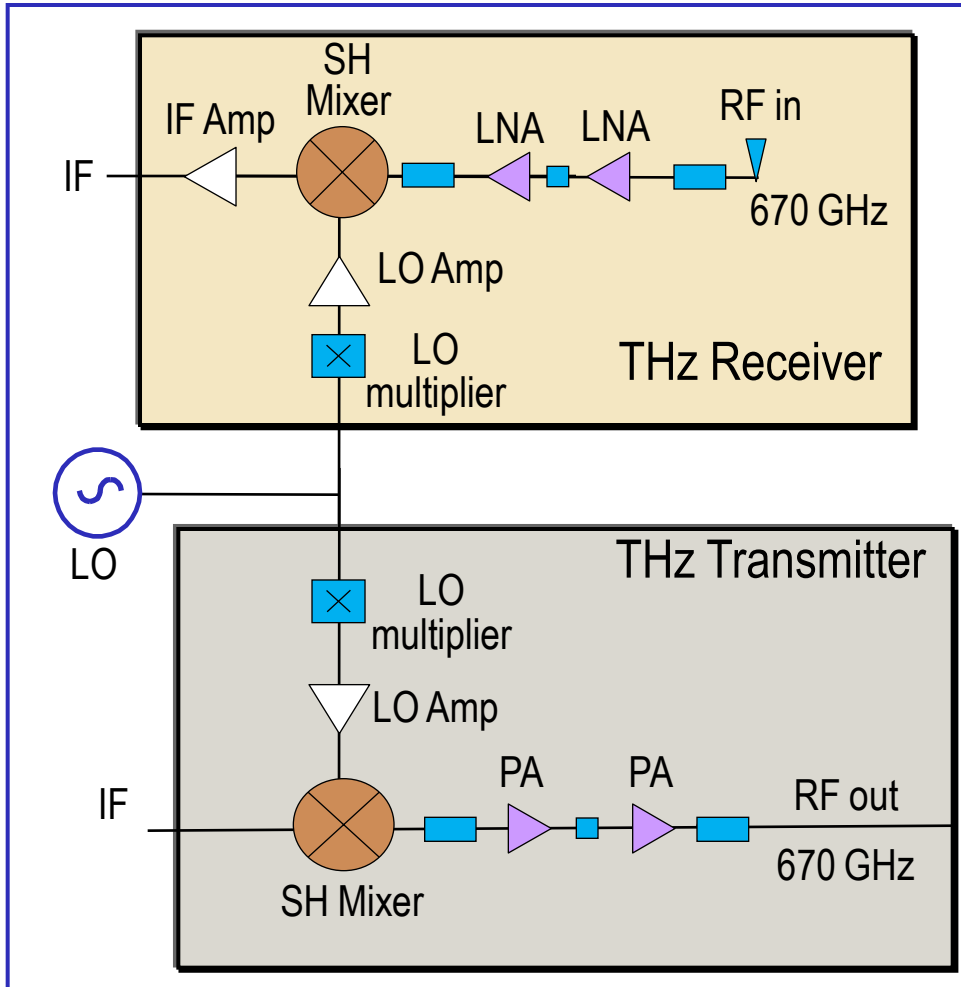 SH
Mixer
IF Amp
LNA
LNA
RF in
IF
670 GHz
LO Amp
LO
multiplier
THz Receiver
LO
THz Transmitter
LO
multiplier
LO Amp
PA
PA
IF
RF out
670 GHz
SH Mixer